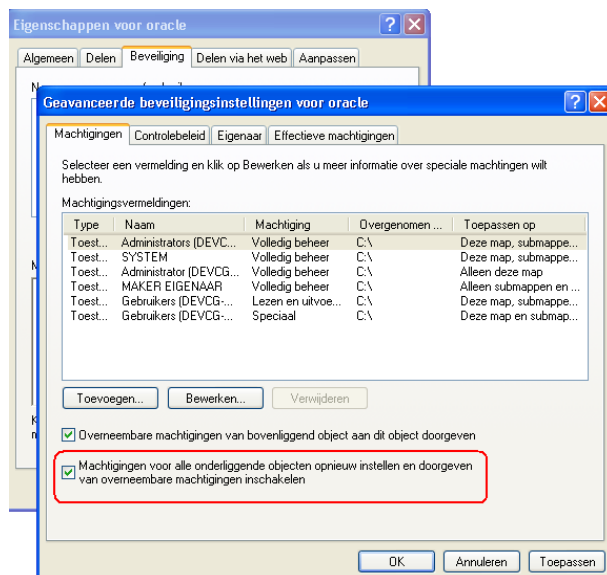 Eigenschappen voor oracle
Algemeen Delen Beveiliging Delen via het web Aanpassen
Geavanceerde beveiligingsinstellingen voor oracle
Machtigingen Controlebeleid Eigenaar Effectieve machtigingen
Selecteer een vermelding en klik op Bewerken als u meer informatie over speciale machtingen wilt
hebben.
Machtigingsvermeldingen:
Type Naam Machtiging Overgenomen ... Toepassen op
Toest... Administrators (DEVC... Volledig beheer C:\ Deze map, submappe...
Toest... SYSTEM Volledig beheer C:\ Deze map, submappe...
Toest... Administrator (DEVCG... Volledig beheer C:\ Alleen deze map
Toest... MAKER EIGENAAR Volledig beheer C:\ Alleen submappen en ...
Toest... Gebruikers (DEVCG-... Lezen en uitvoe... C:\ Deze map, submappe...
Toest... Gebruikers (DEVCG-... Speciaal C:\ Deze map en submap...
Toevoegen... Bewerken... Verwijderen
Overneembare machtigingen van bovenliggend object aan dit object doorgeven
Machtigingen voor alle onderliggende objecten opnieuw instellen en doorgeven
van overneembare machtigingen inschakelen
OK Annuleren Toepassen